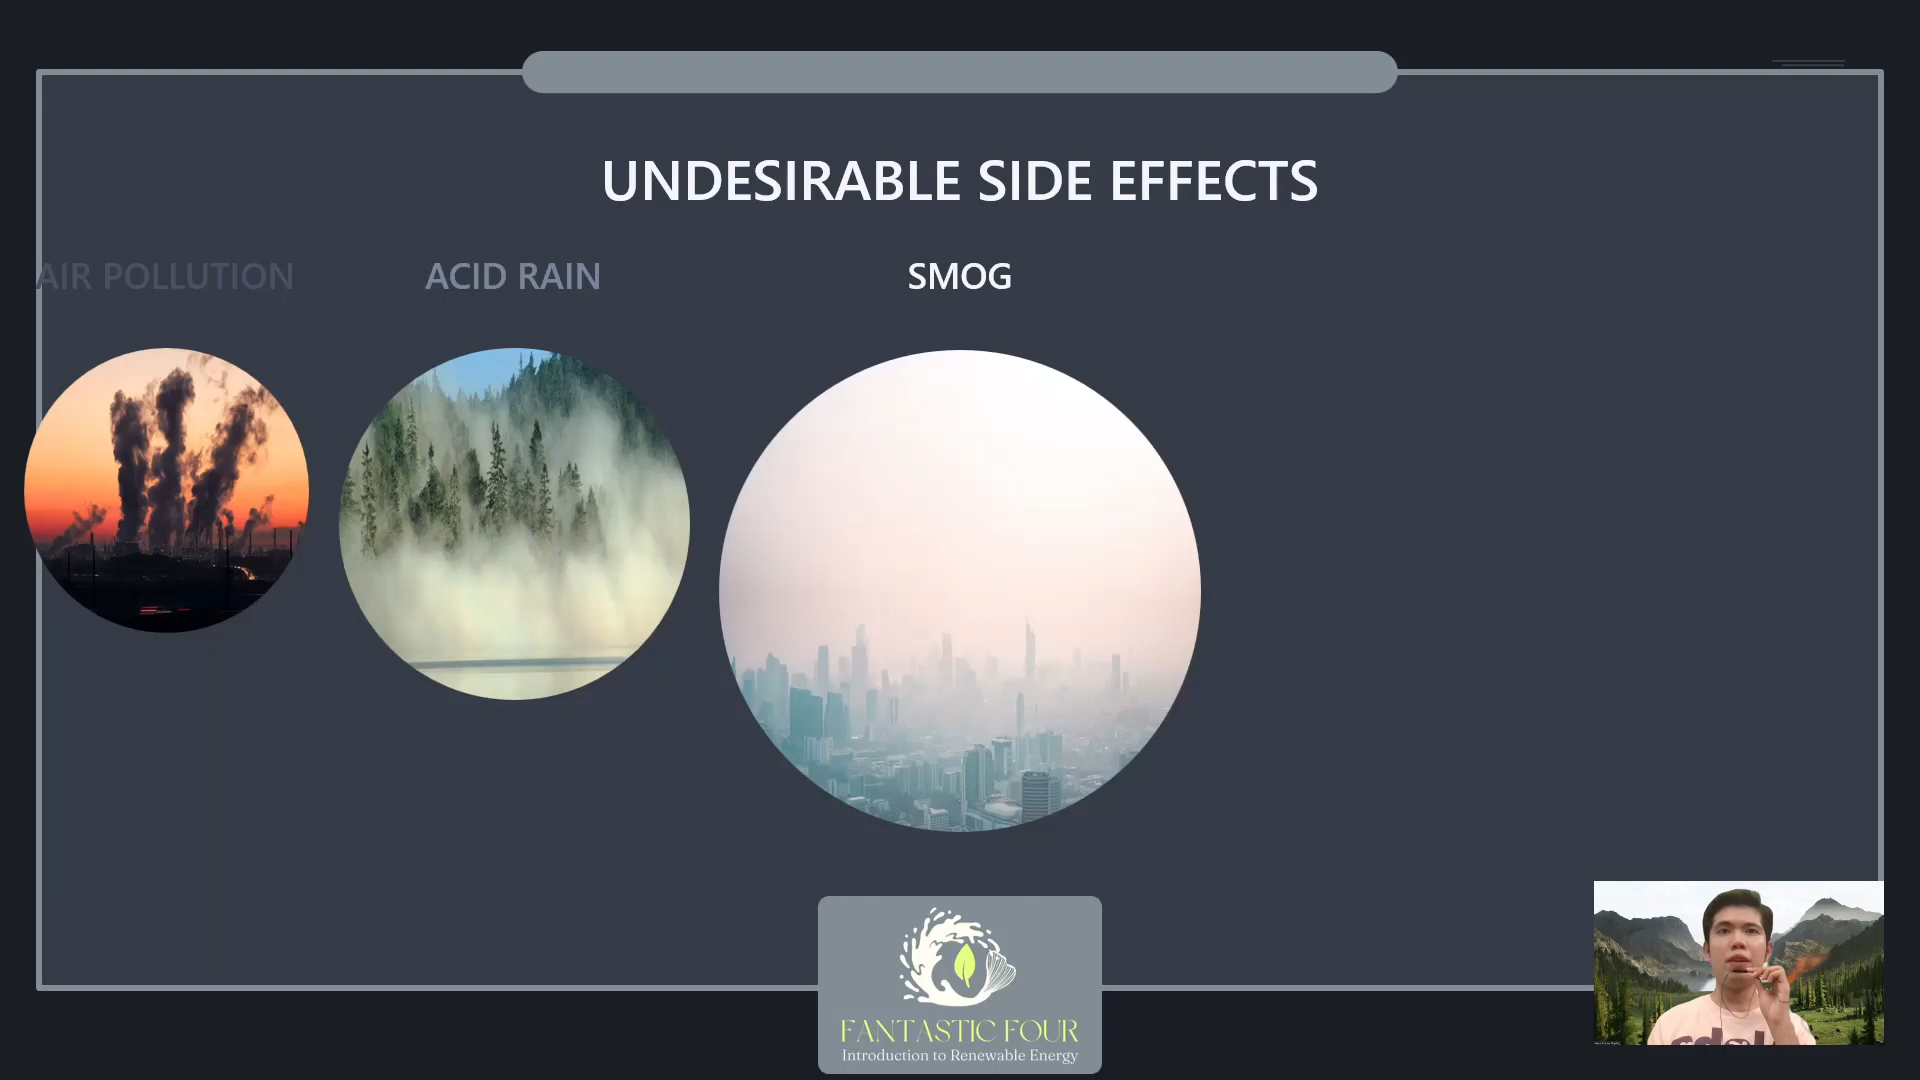 UNDESIRABLE SIDE EFFECTS
AIR POLLUTION
ACID RAIN
SMOG
FANTASTIC FOUR
Introduction to Renewable Energy